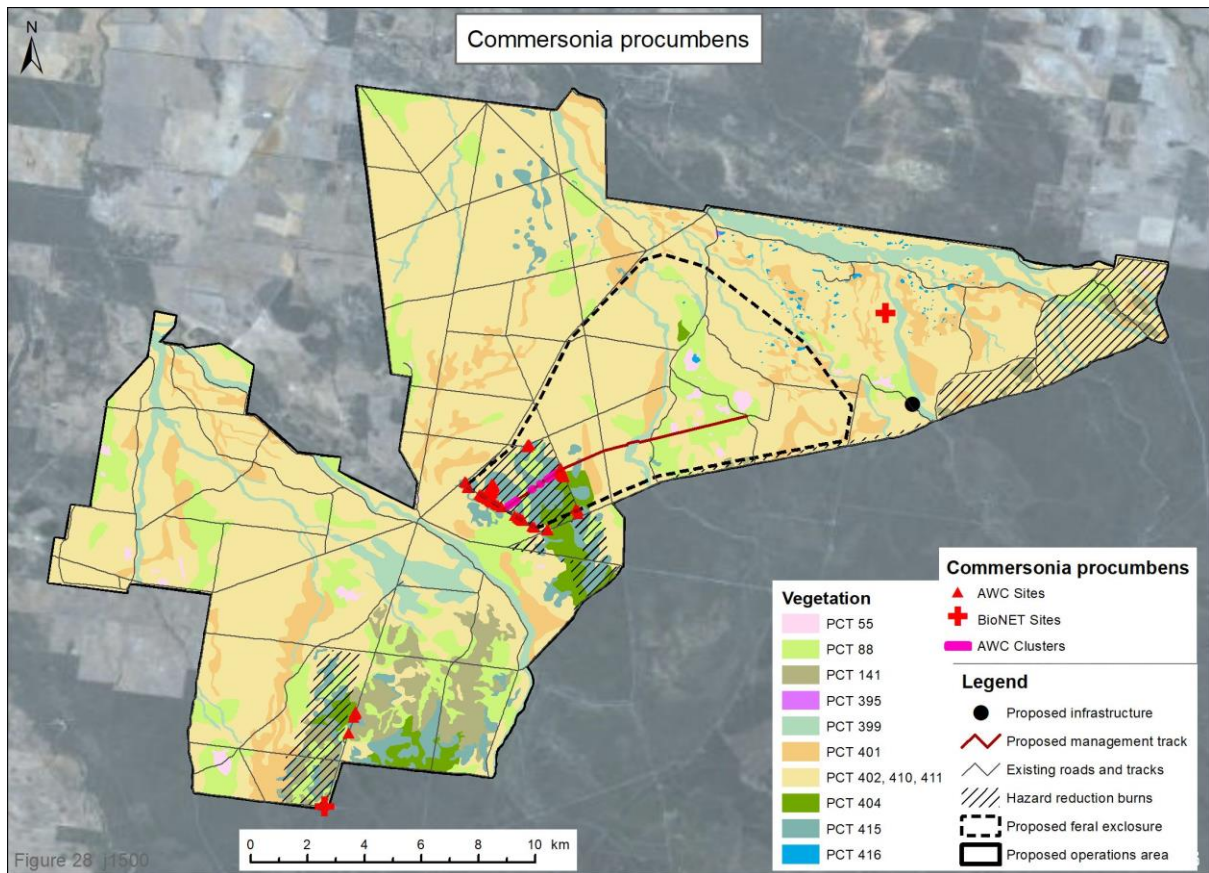 N
Commersonia procumbens
Vegetation
PCT 55
PCT 88
PCT 141
PCT 395
PCT 399
PCT 401
PCT 402, 410, 411
PCT 404
PCT 415
PCT 416
Commersonia procumbens
AWC Sites
BioNET Sites
AWC Clusters
Legend
Proposed infrastructure
Proposed management track
Existing roads and tracks
Hazard reduction burns
Proposed feral exclosure
Proposed operations area
0 2 4 6 8 10 km
Figure 28 j1500